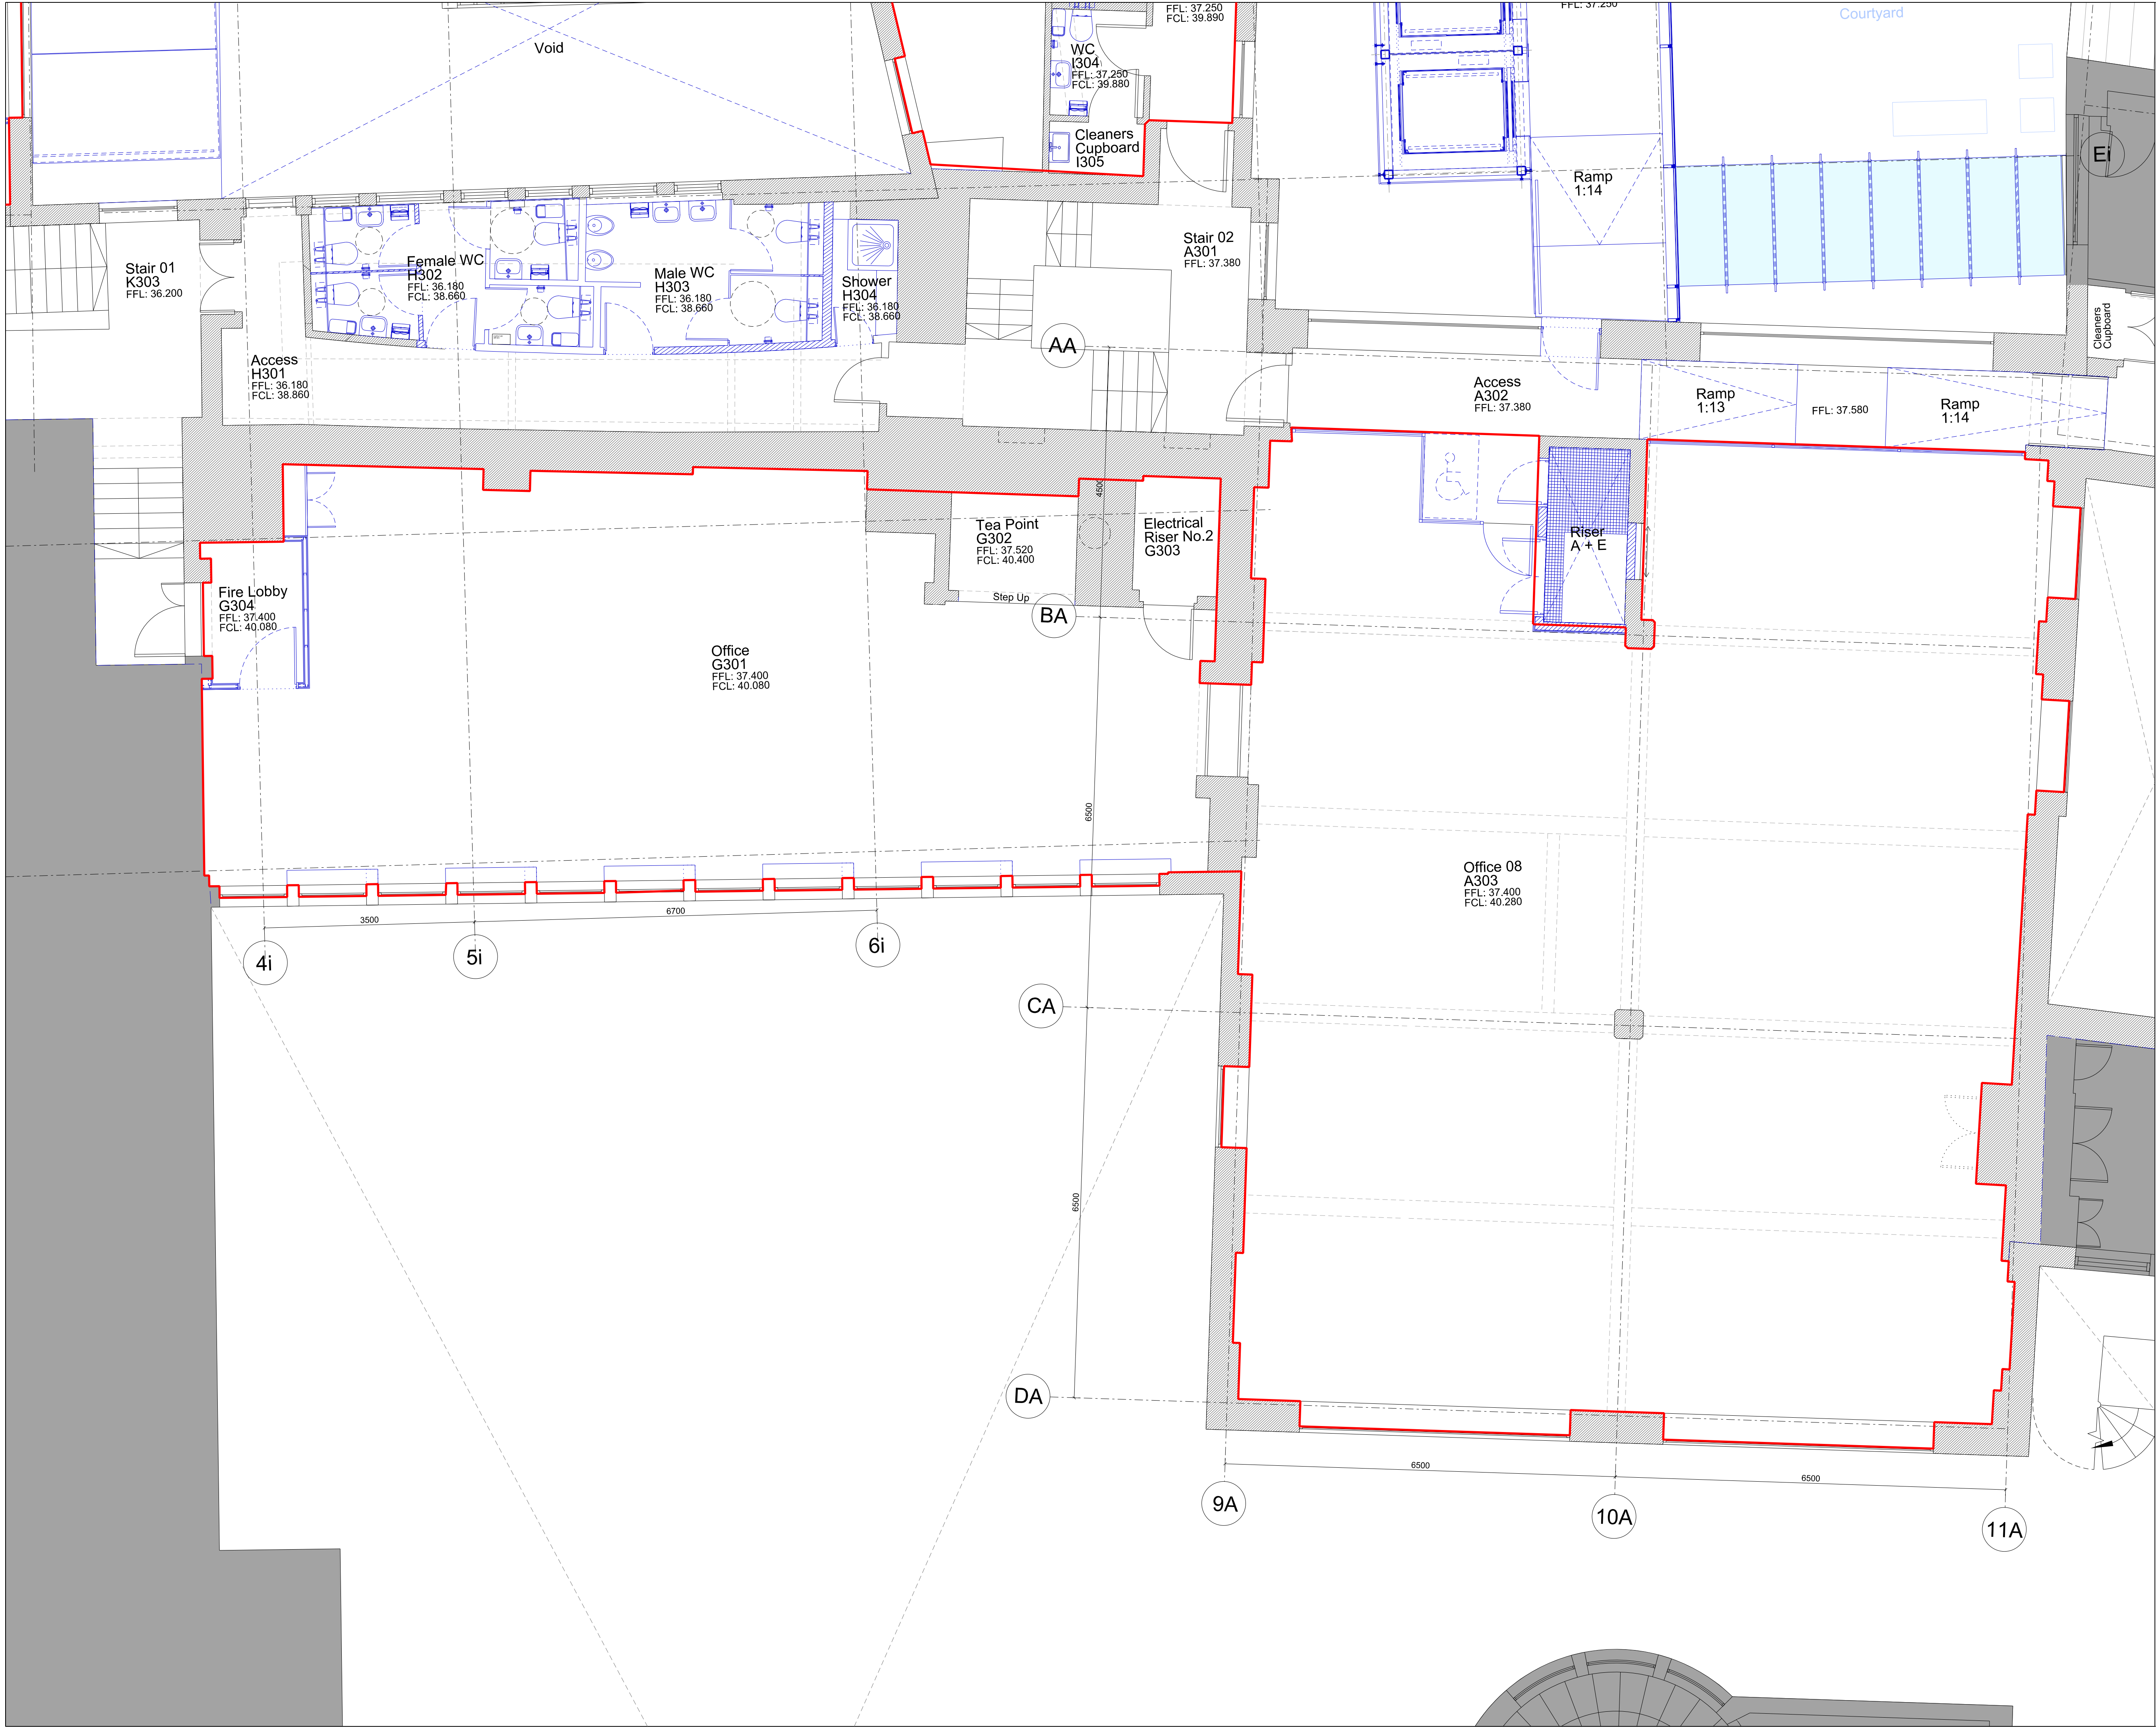 FFL: 37.250
FCL: 39.890
FFL: 37.250
Courtyard
Void
WC
I304
FFL: 37.250
FCL: 39.880
Cleaners
Cupboard
I305
Ei
Ramp
1:14
Stair 01
K303
FFL: 36.200
Female WC
H302
FFL: 36.180
FCL: 38.660
Male WC
H303
FFL: 36.180
FCL: 38.660
Shower
H304
FFL: 36.180
FCL: 38.660
Stair 02
A301
FFL: 37.380
Cleaners
Cupboard
AA
Access
H301
FFL: 36.180
FCL: 38.860
Access
A302
FFL: 37.380
Ramp
1:13
FFL: 37.580
Ramp
1:14
4500
Tea Point
G302
FFL: 37.520
FCL: 40.400
Electrical
Riser No.2
G303
Riser
A + E
Fire Lobby
G304
FFL: 37.400
FCL: 40.080
Step Up
BA
Office
G301
FFL: 37.400
FCL: 40.080
6500
Office 08
A303
FFL: 37.400
FCL: 40.280
3500
6700
4i
5i
6i
CA
6500
DA
6500
6500
9A
10A
11A